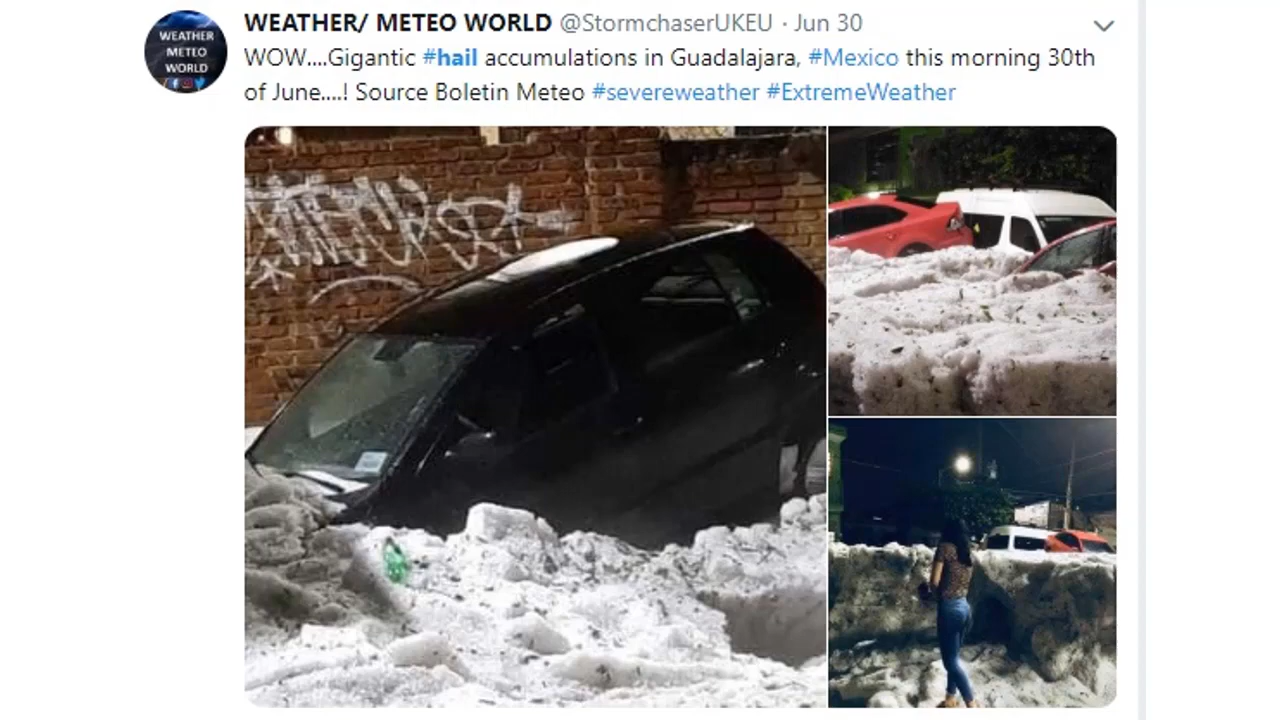 WEATHER/ METEO WORLD @StormchaserUKEU · Jun 30
WOW....Gigantic #hail accumulations in Guadalajara, #Mexico this morning 30th
of June....! Source Boletin Meteo #severeweather #ExtremeWeather
WEATHER
METEO
WORLD